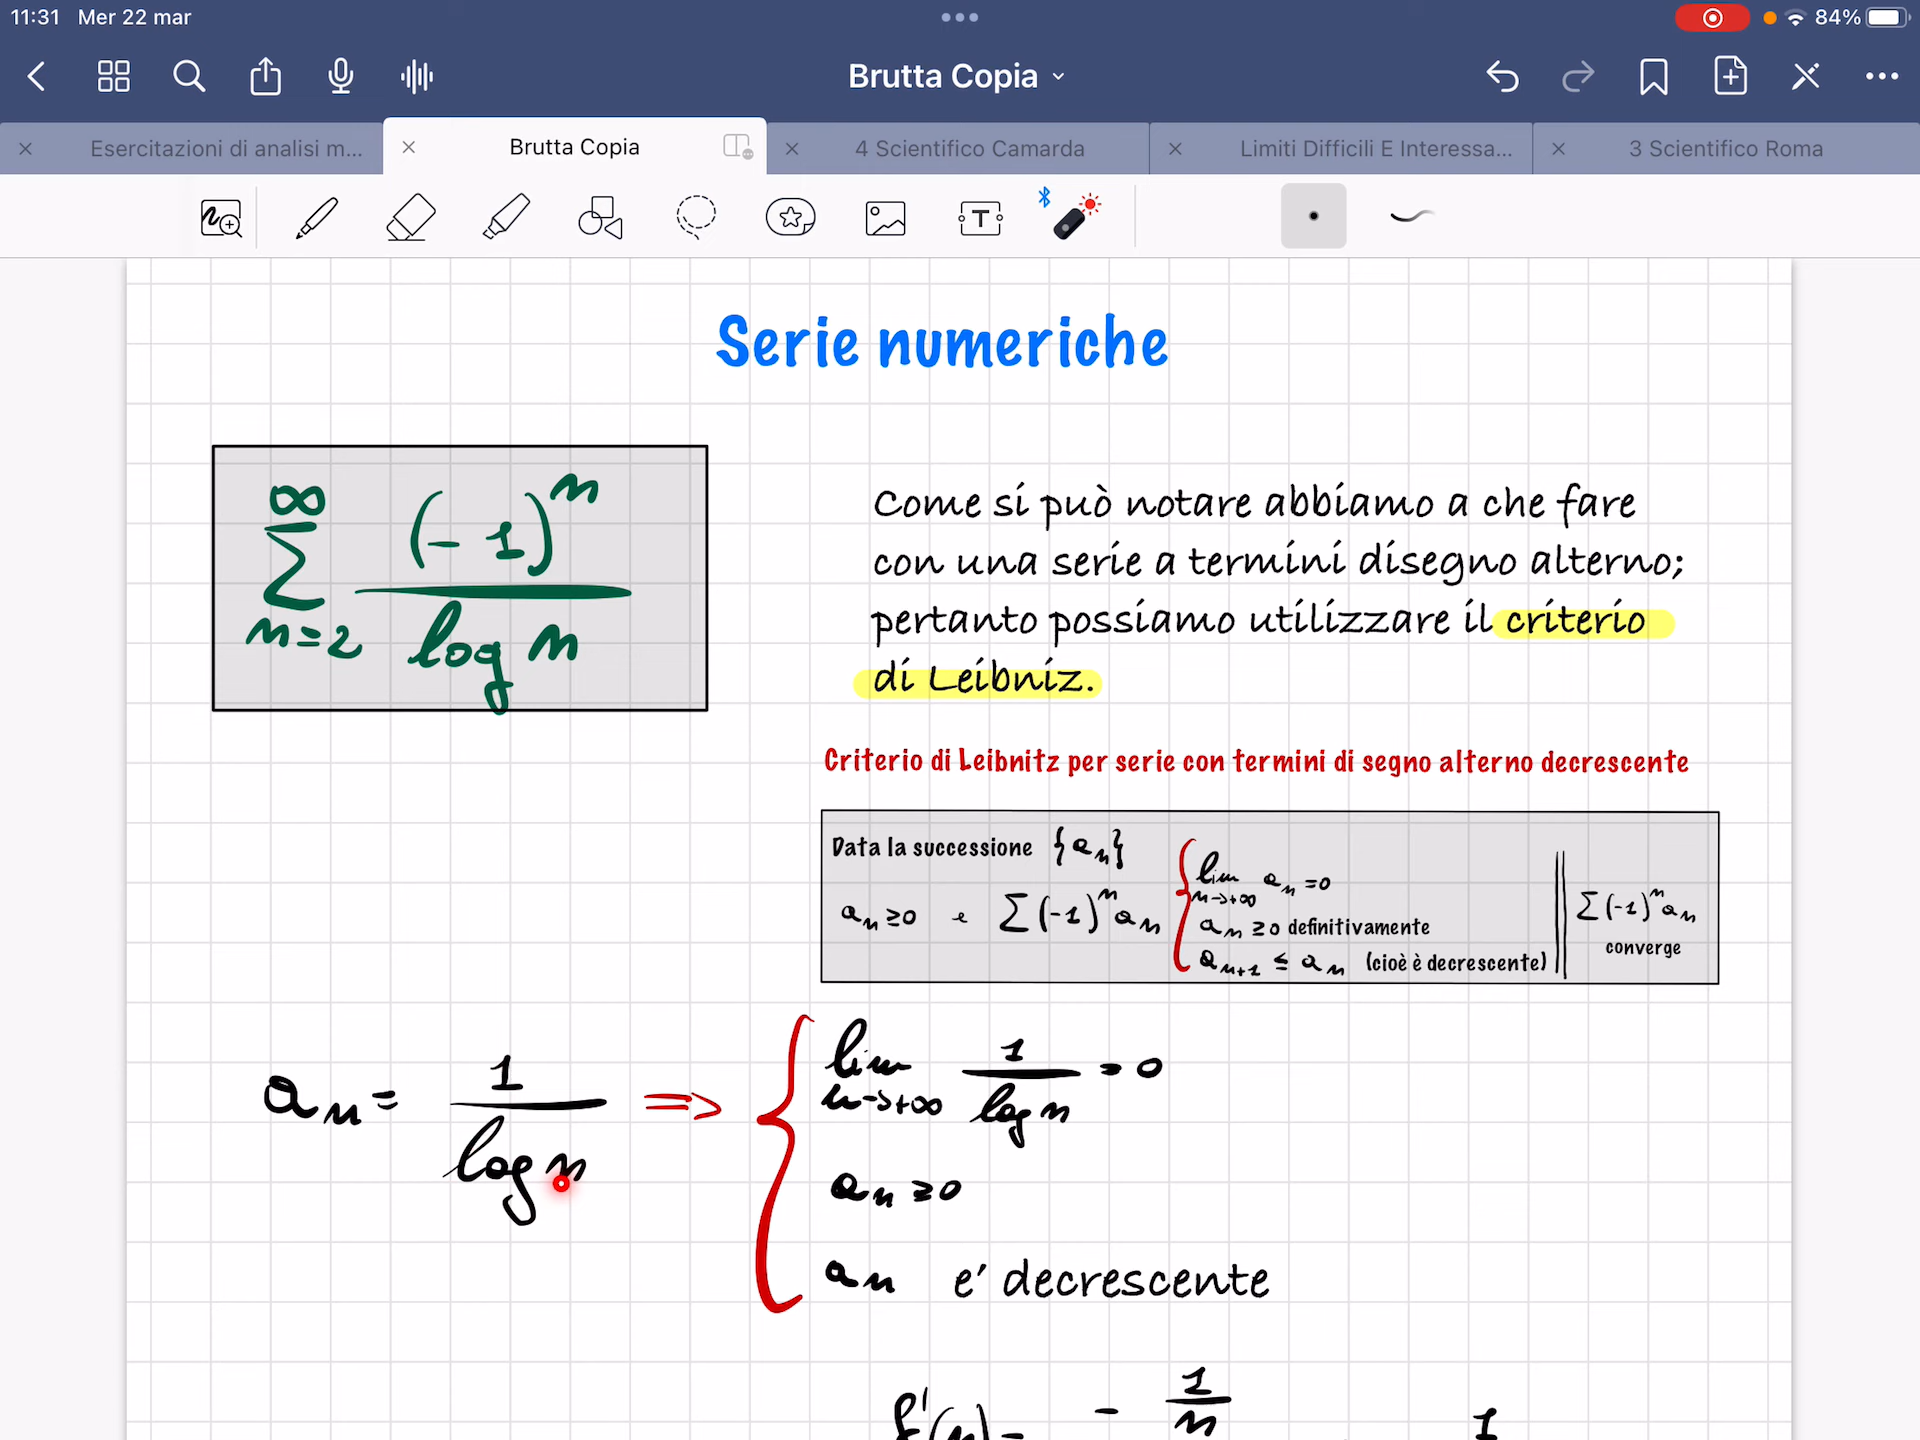 11:31 Mer 22 mar
84%
Brutta Copia
Esercitazioni di analisi m...
Brutta Copia
4 Scientifico Camarda
Limiti Difficili E Interessa...
3 Scientifico Roma
Serie numeriche
∞
∑ (-1)^n / log n
n=2
Come si può notare abbiamo a che fare
con una serie a termini disegno alterno;
pertanto possiamo utilizzare il criterio
di Leibniz.
Criterio di Leibnitz per serie con termini di segno alterno decrescente
Data la successione {a_n}
a_n ≥ 0 e ∑ (-1)^n a_n
lim a_n = 0
n→+∞
a_n ≥ 0 definitivamente
a_{n+1} ≤ a_n (cioè è decrescente)
∑ (-1)^n a_n
converge
a_n = 1 / log n ⇒
lim 1 / log n = 0
n→+∞
a_n ≥ 0
a_n e' decrescente
f'(n) = - 1 / n
1